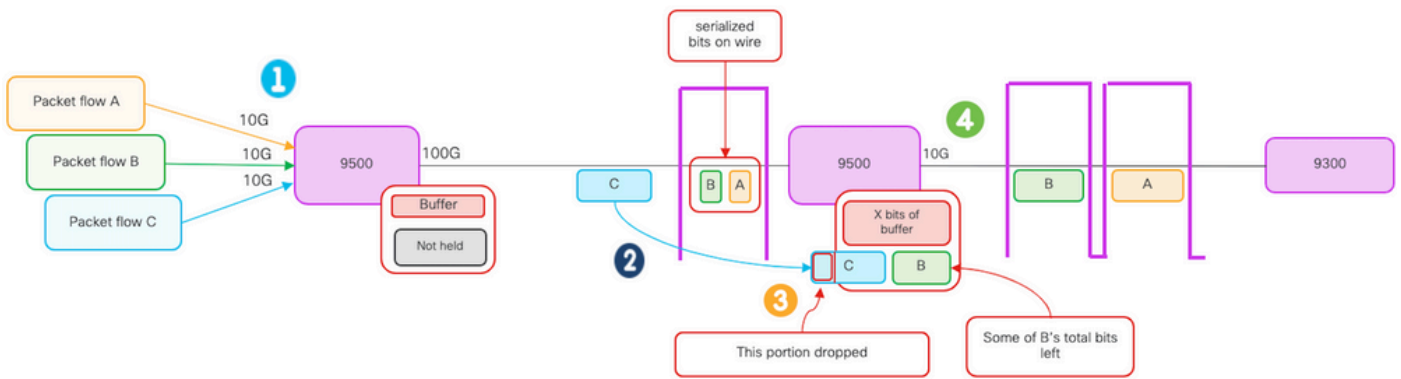 serialized
bits on wire
1
4
Packet flow A
10G
Packet flow B
10G
9500
100G
9500
10G
9300
10G
C
B
A
B
A
Packet flow C
Buffer
X bits of
buffer
Not held
2
C
B
3
This portion dropped
Some of B's total bits
left